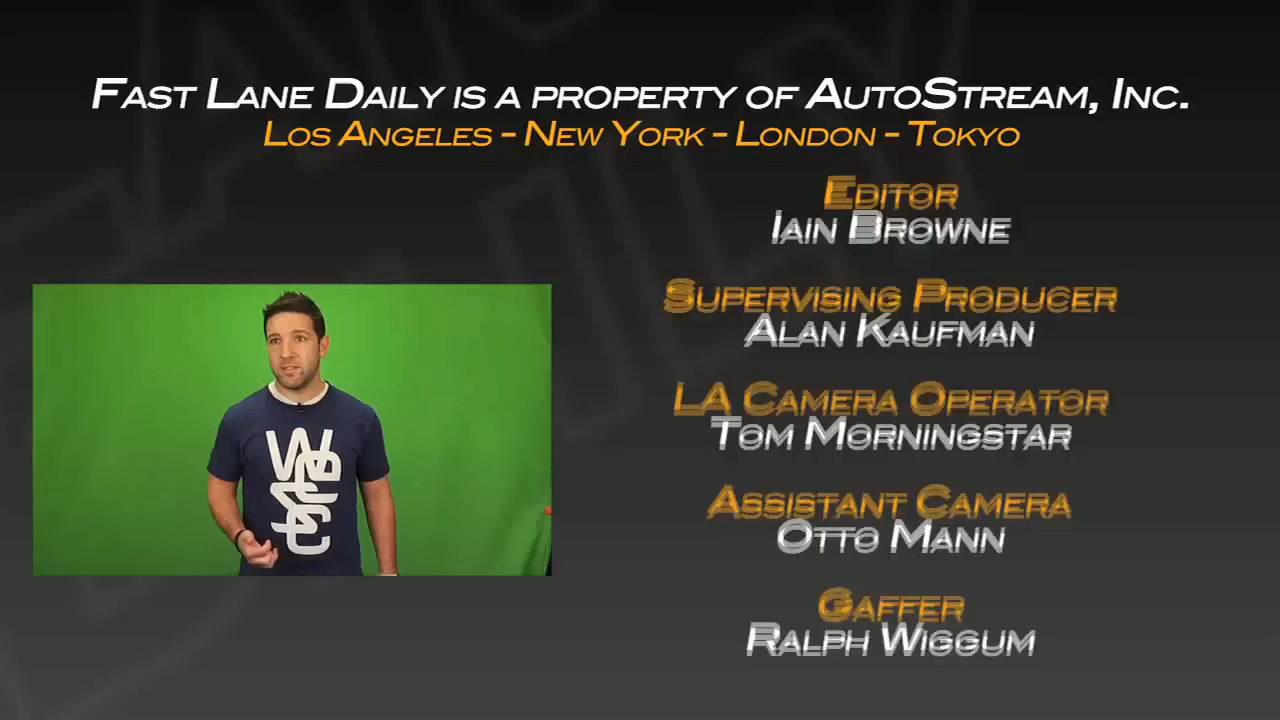 Fast Lane Daily is a property of AutoStream, Inc.
Los Angeles - New York - London - Tokyo
Editor
Iain Browne
Supervising Producer
Alan Kaufman
LA Camera Operator
Tom Morningstar
Assistant Camera
Otto Mann
Gaffer
Ralph Wiggum